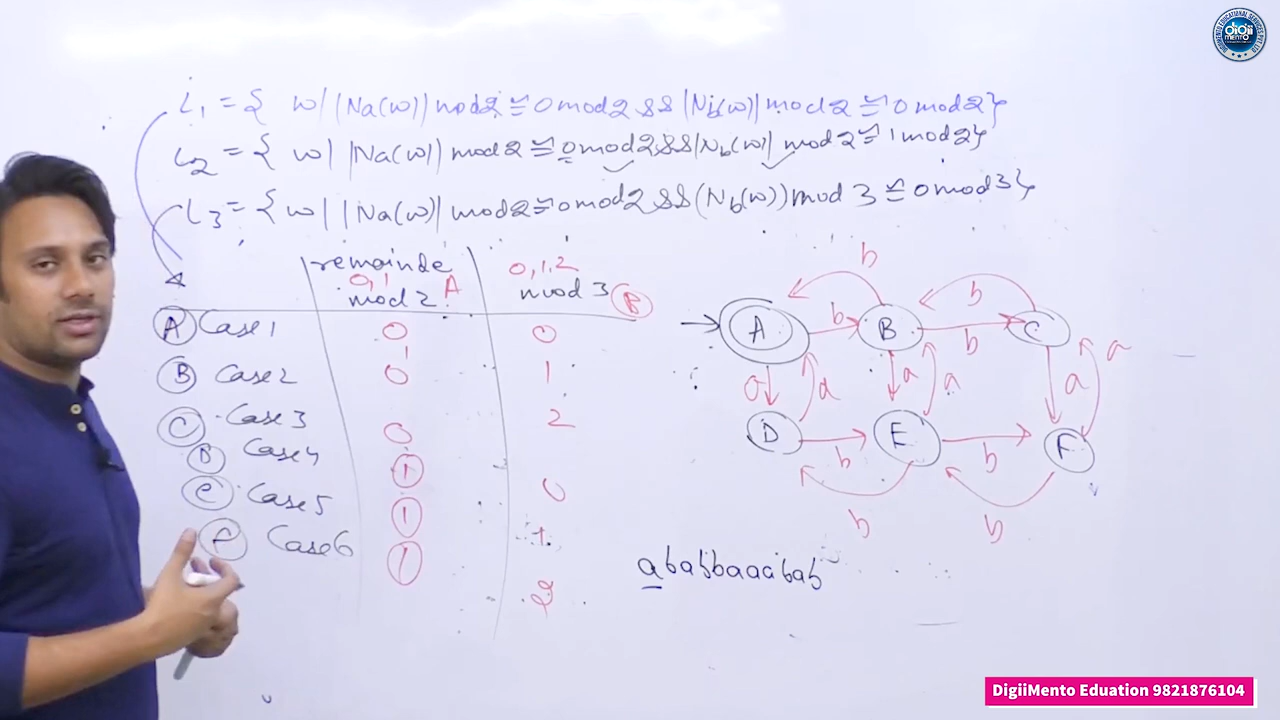 L1 = { w | |Na(w)| mod 2 ≅ 0 mod 2 && |Nb(w)| mod 2 ≅ 0 mod 2}
L2 = { w | |Na(w)| mod 2 ≅ 0 mod 2 && |Nb(w)| mod 2 ≅ 1 mod 2}
L3 = { w | |Na(w)| mod 2 ≅ 0 mod 2 && (Nb(w)) mod 3 ≅ 0 mod 3}
remainde
0, 1 A 0, 1, 2
mod 2 mod 3 B
A Case 1 0 0
B Case 2 0 1
C Case 3 0 2
Case 4 1 0
Case 5 1 1
Case 6 1 2
b
b
A b B b C
a a a a a a
D b E b F
b b
DigiiMento Eduation 9821876104